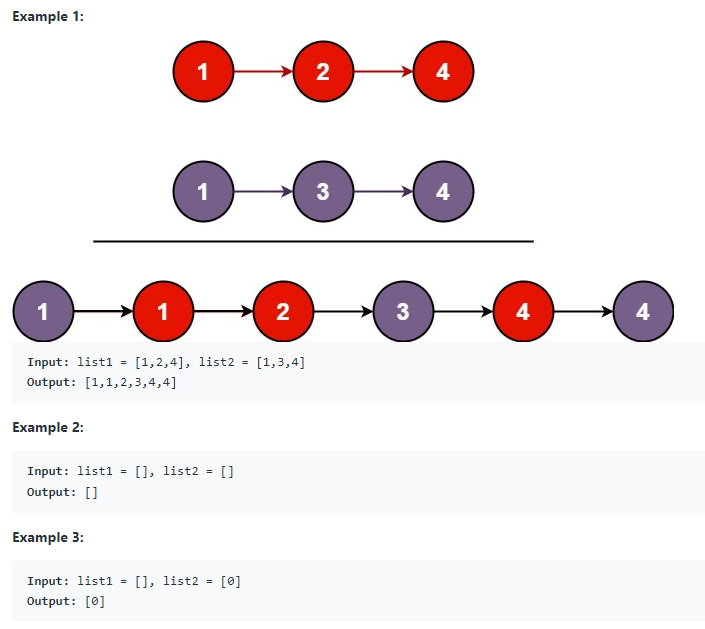 Example 1:
1 2 4
1 3 4
1 1 2 3 4 4
Input: list1 = [1,2,4], list2 = [1,3,4]
Output: [1,1,2,3,4,4]
Example 2:
Input: list1 = [], list2 = []
Output: []
Example 3:
Input: list1 = [], list2 = [0]
Output: [0]